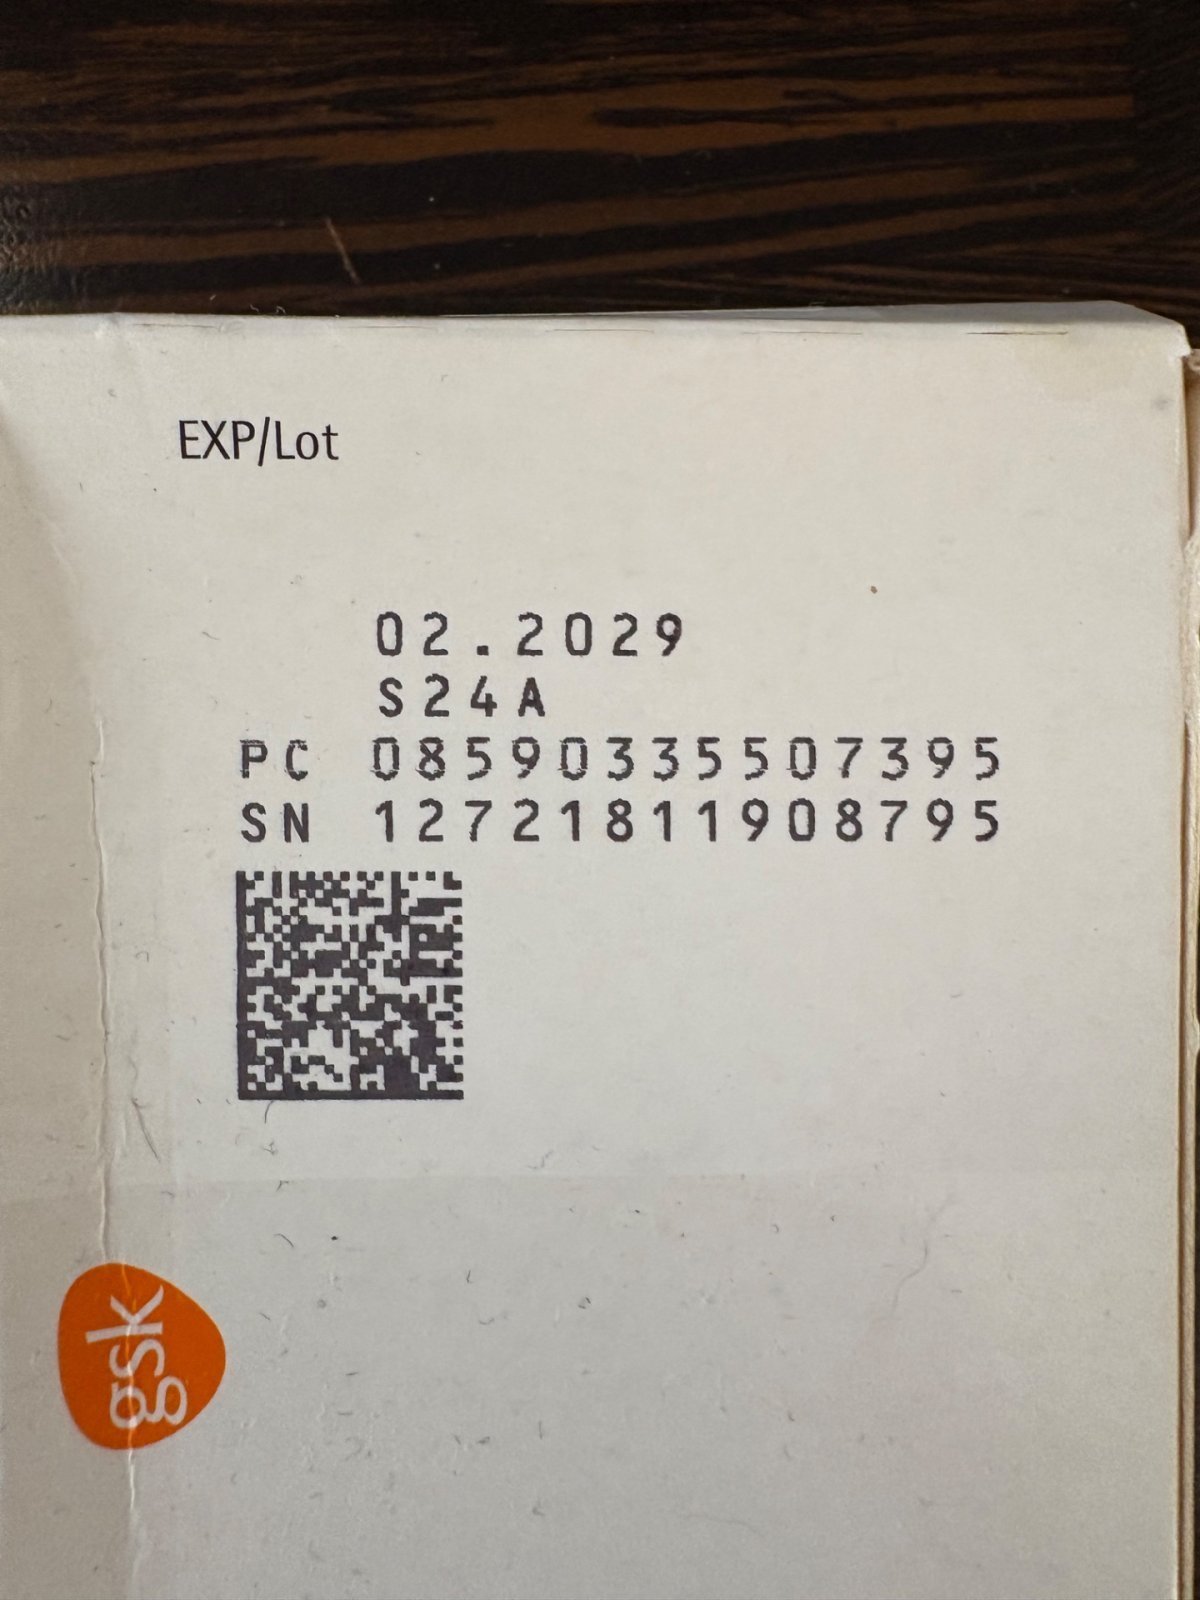 EXP/Lot
02.2029
S24A
PC 08590335507395
SN 12721811908795
gsk